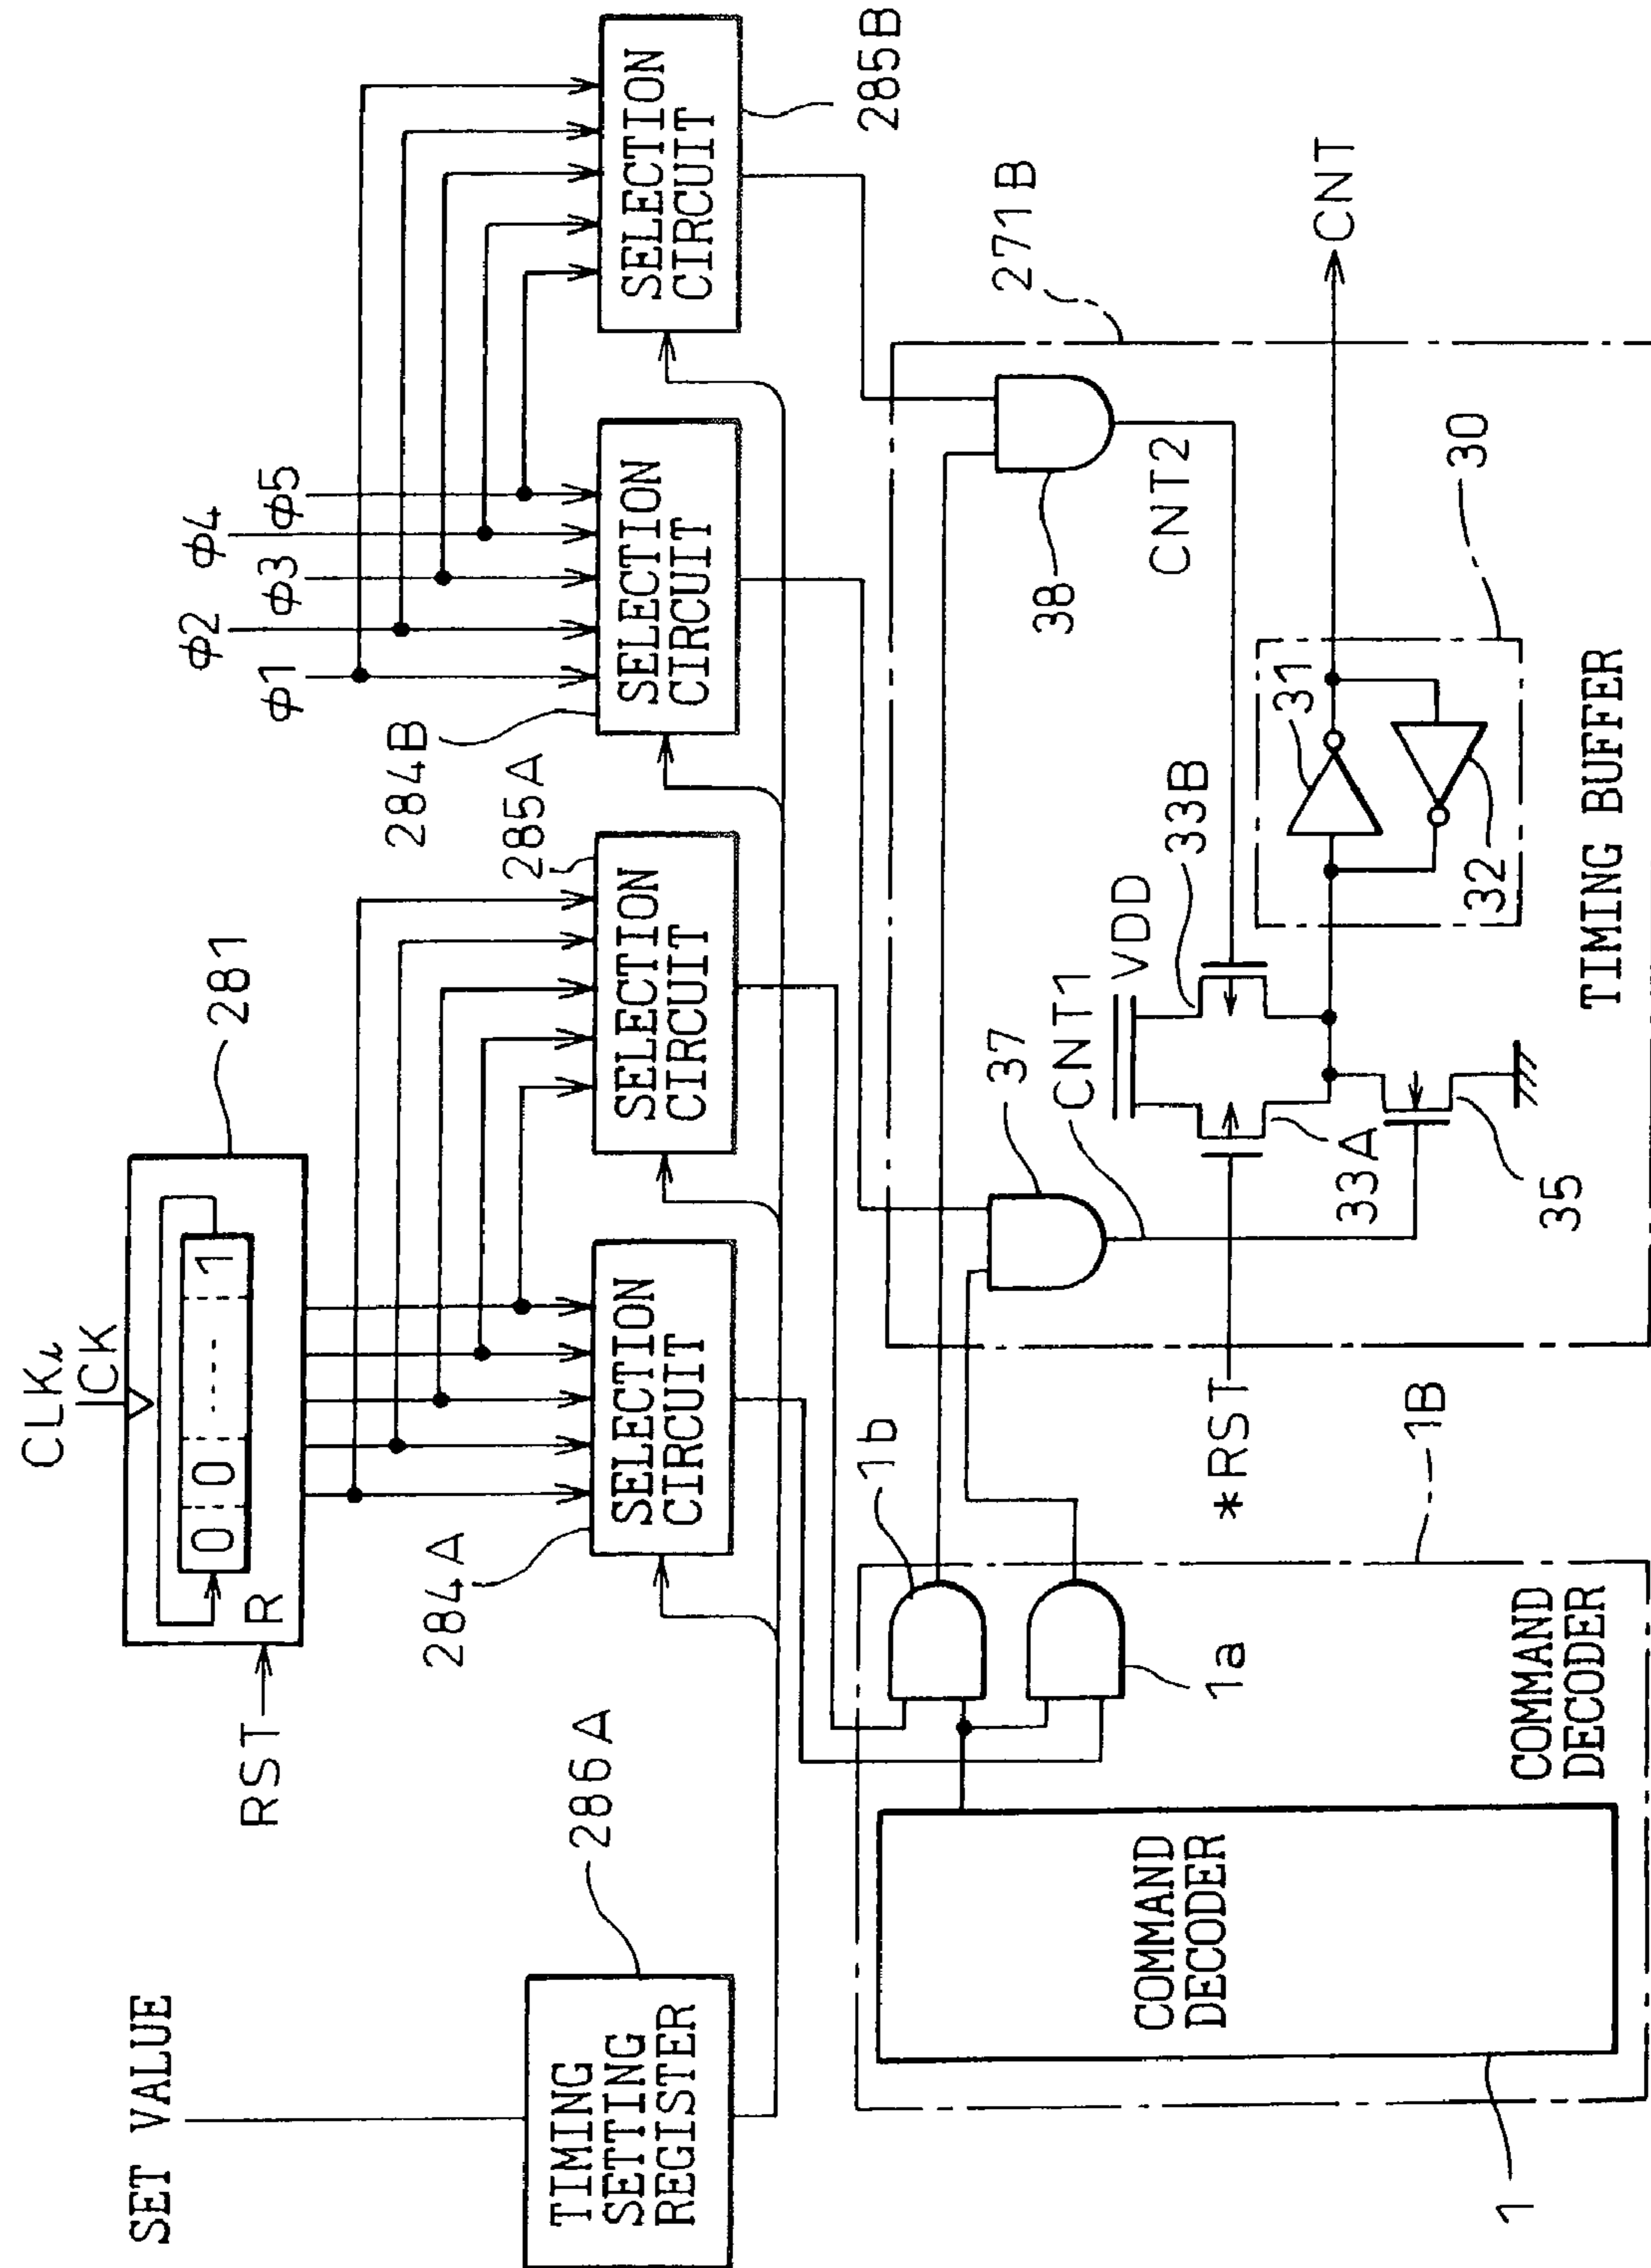 SET VALUE
TIMING
SETTING
REGISTER
286A
CLKi
CK
RST
R
0 0 ---- 1
281
φ1
φ2
φ3
φ4
φ5
284A
SELECTION
CIRCUIT
285A
SELECTION
CIRCUIT
284B
SELECTION
CIRCUIT
285B
SELECTION
CIRCUIT
1
COMMAND
DECODER
COMMAND
DECODER
1B
1b
1a
*RST
271B
37
CNT1
VDD
33A
33B
35
38
CNT2
30
31
32
CNT
TIMING BUFFER